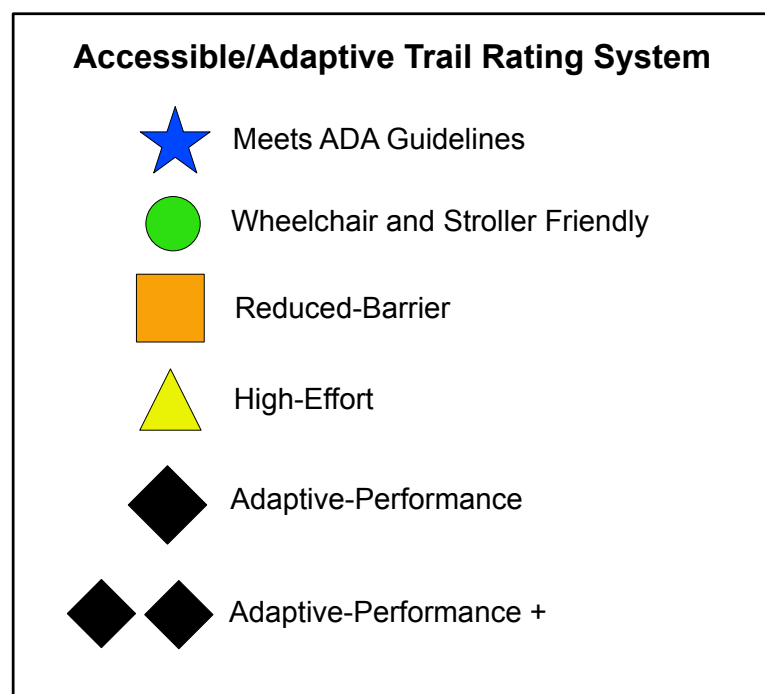 Accessible/Adaptive Trail Rating System
Meets ADA Guidelines
Wheelchair and Stroller Friendly
Reduced-Barrier
High-Effort
Adaptive-Performance
Adaptive-Performance +